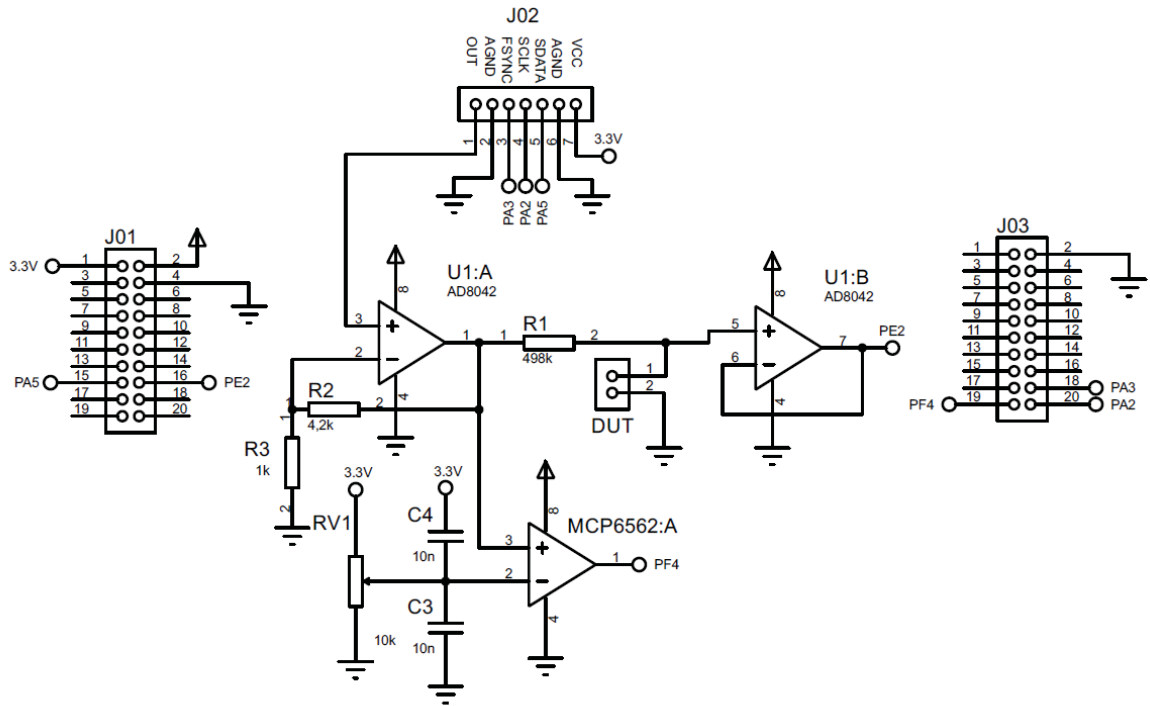 J02
OUT
AGND
FSYNC
SCLK
SDATA
AGND
VCC
1
2
3
4
5
6
7
3.3V
PA3
PA2
PA5
J01
3.3V
1 2
3 4
5 6
7 8
9 10
11 12
13 14
PA5 15 16 PE2
17 18
19 20
U1:A
AD8042
8
3
2
1
4
1 R1 2
498k
1
2
DUT
1 R2 2
4,2k
1
R3
1k
2
U1:B
AD8042
8
5
6
7
4
PE2
J03
1 2
3 4
5 6
7 8
9 10
11 12
13 14
15 16
17 18 PA3
PF4 19 20 PA2
3.3V
RV1
10k
3.3V
C4
10n
C3
10n
MCP6562:A
8
3
2
1
4
PF4